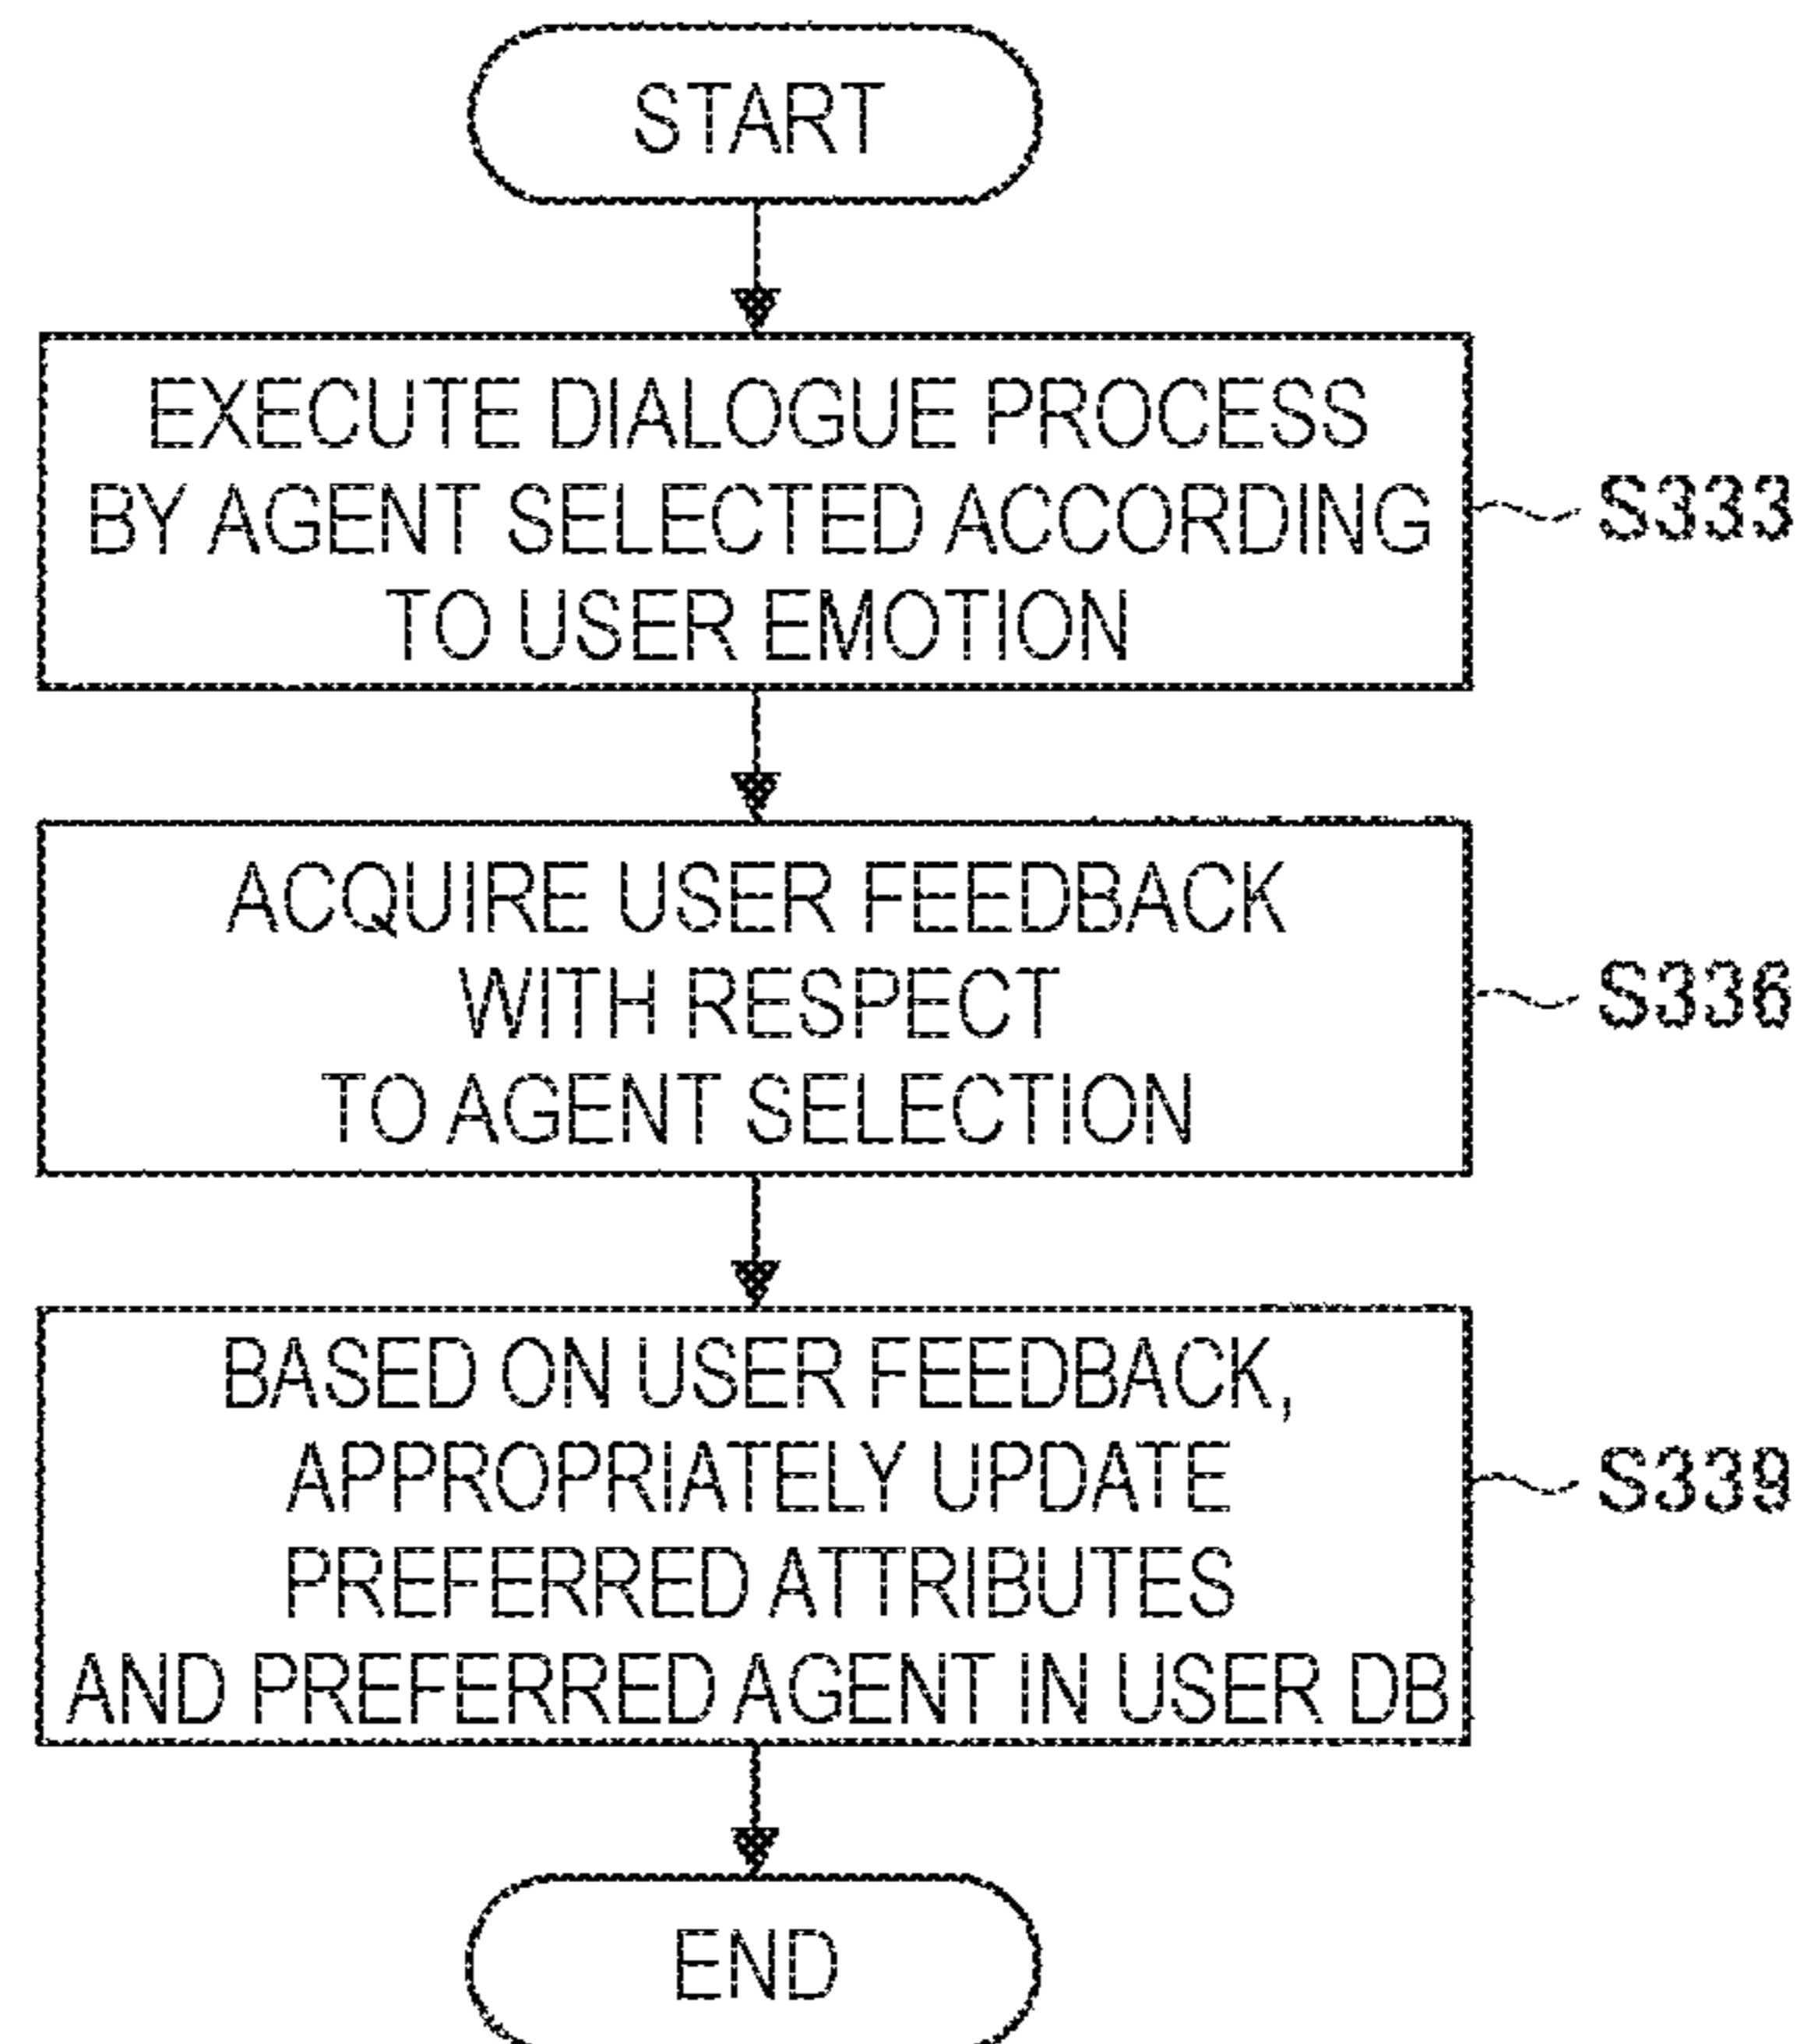 START
EXECUTE DIALOGUE PROCESS
BY AGENT SELECTED ACCORDING
TO USER EMOTION
S333
ACQUIRE USER FEEDBACK
WITH RESPECT
TO AGENT SELECTION
S336
BASED ON USER FEEDBACK,
APPROPRIATELY UPDATE
PREFERRED ATTRIBUTES
AND PREFERRED AGENT IN USER DB
S339
END